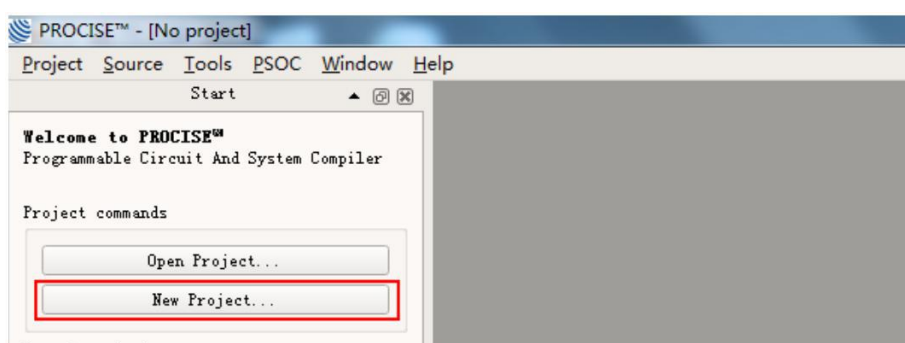 PROCISE™ - [No project]
Project Source Tools PSOC Window Help
Start
Welcome to PROCISE™
Programmable Circuit And System Compiler
Project commands
Open Project...
New Project...